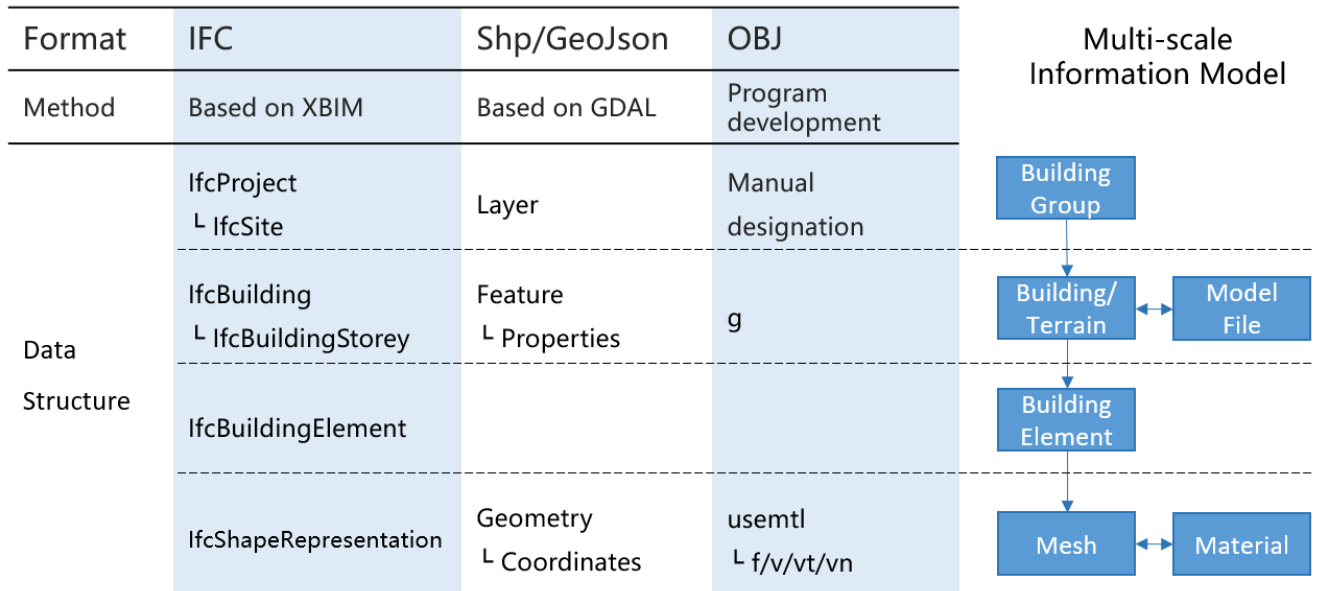 Format IFC Shp/GeoJson OBJ Multi-scale
Information Model
Method Based on XBIM Based on GDAL Program
development
IfcProject Layer Manual Building
└ IfcSite designation Group
IfcBuilding Feature g Building/ Model
└ IfcBuildingStorey └ Properties Terrain File
Data
Structure
IfcBuildingElement Building
Element
IfcShapeRepresentation Geometry usemtl Mesh Material
└ Coordinates └ f/v/vt/vn